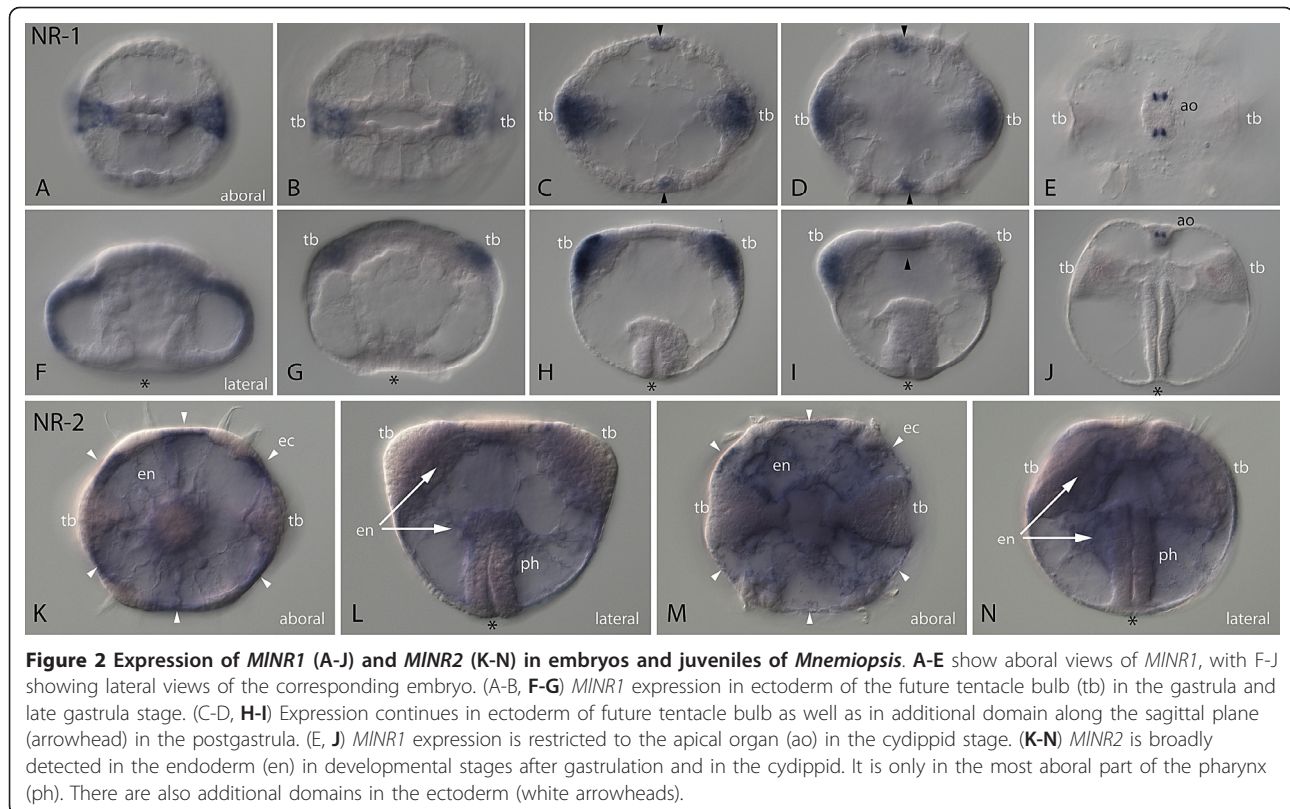 NR-1
tb
tb
tb
tb
tb
tb
tb
tb
ao
A
aboral
B
C
D
E
tb
tb
tb
tb
tb
tb
ao
tb
tb
F
*
lateral
G
*
H
*
I
*
J
*
NR-2
en
ec
tb
tb
K
aboral
tb
tb
en
ph
L
*
lateral
en
ec
tb
tb
M
aboral
tb
tb
en
ph
N
*
lateral
Figure 2 Expression of MlNR1 (A-J) and MlNR2 (K-N) in embryos and juveniles of Mnemiopsis. A-E show aboral views of MlNR1, with F-J
showing lateral views of the corresponding embryo. (A-B, F-G) MlNR1 expression in ectoderm of the future tentacle bulb (tb) in the gastrula and
late gastrula stage. (C-D, H-I) Expression continues in ectoderm of future tentacle bulb as well as in additional domain along the sagittal plane
(arrowhead) in the postgastrula. (E, J) MlNR1 expression is restricted to the apical organ (ao) in the cydippid stage. (K-N) MlNR2 is broadly
detected in the endoderm (en) in developmental stages after gastrulation and in the cydippid. It is only in the most aboral part of the pharynx
(ph). There are also additional domains in the ectoderm (white arrowheads).